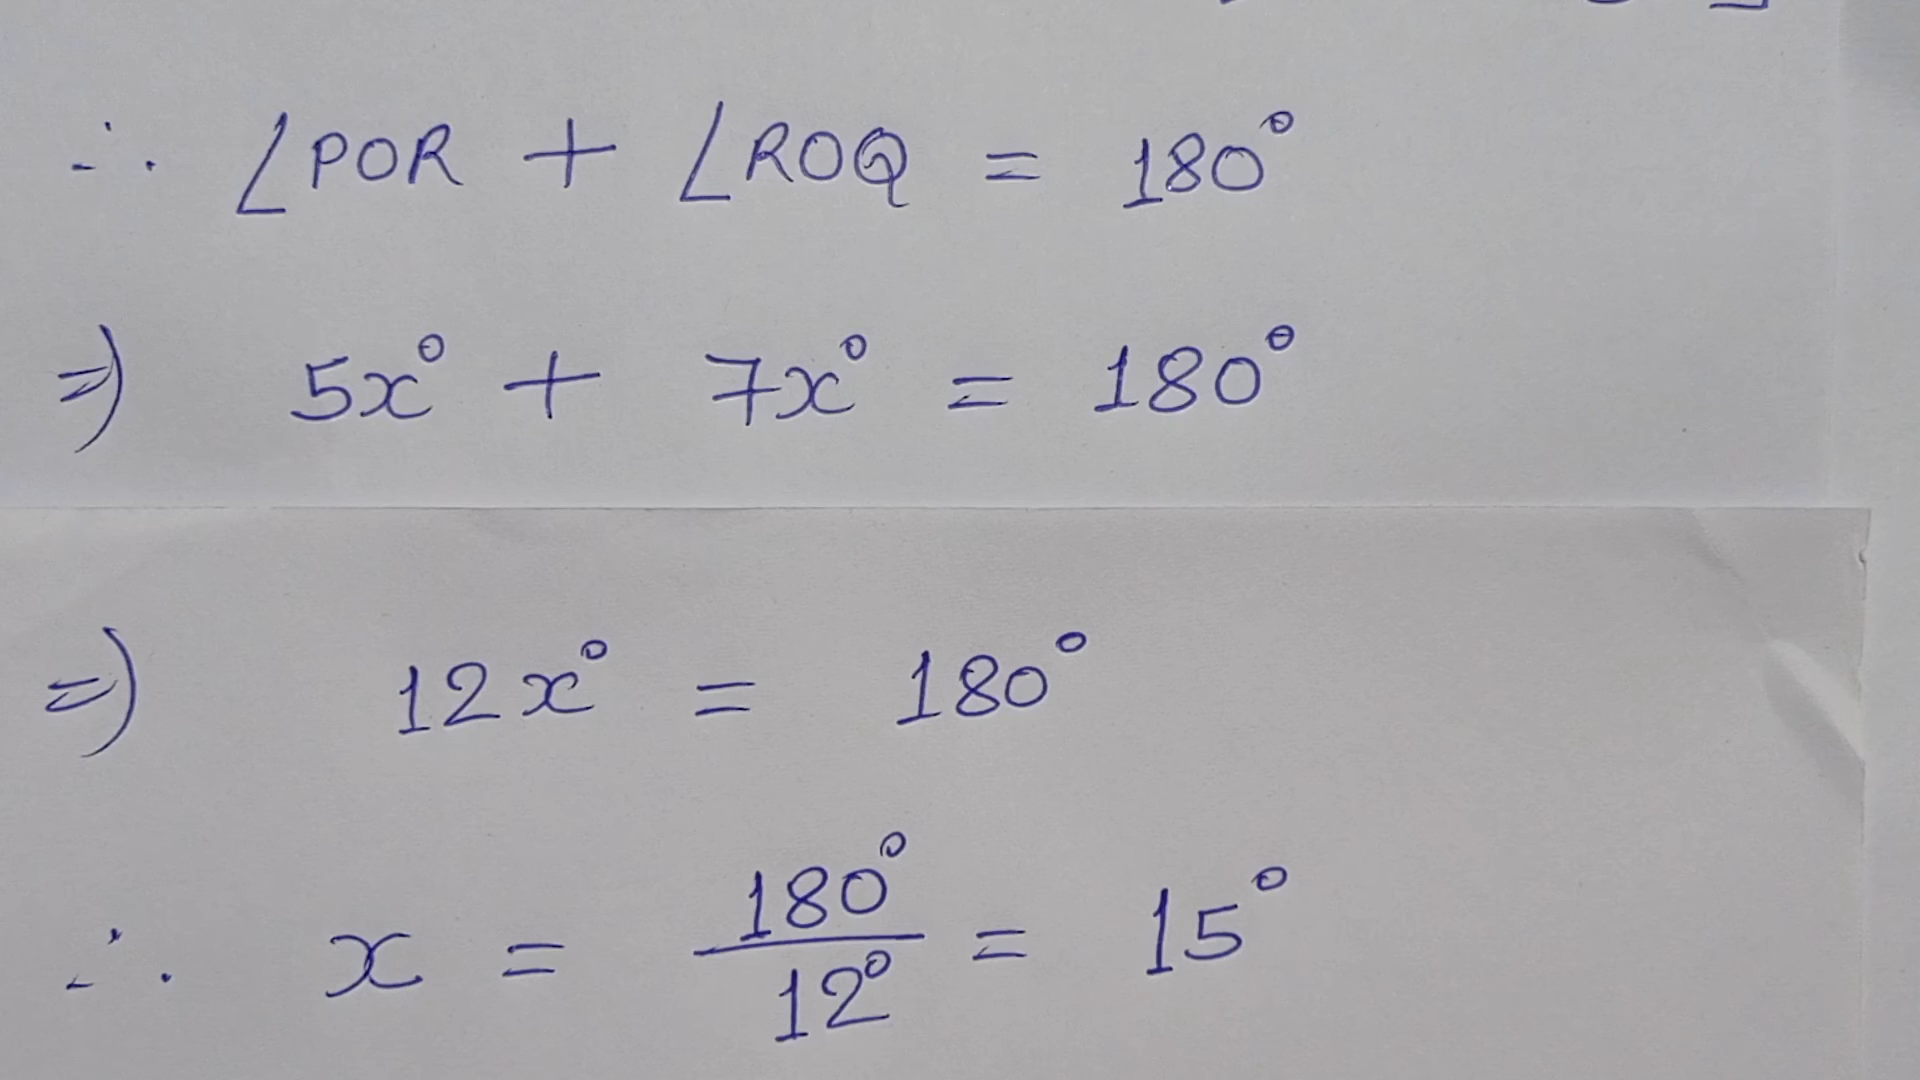 ∴ ∠POR + ∠ROQ = 180°
⇒ 5x° + 7x° = 180°
⇒ 12x° = 180°
∴ x = 180°/12° = 15°